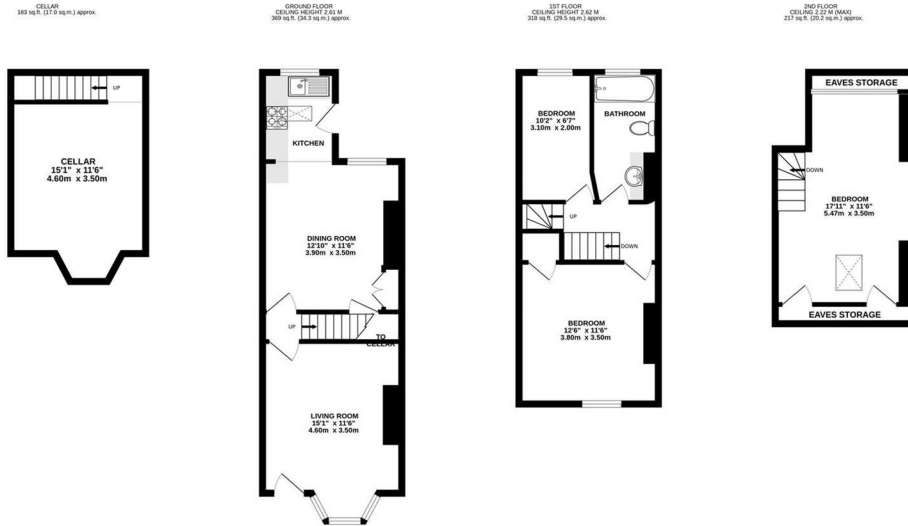 CELLAR
183 sq.ft. (17.0 sq.m.) approx.
GROUND FLOOR
CEILING HEIGHT 2.61 M
369 sq.ft. (34.3 sq.m.) approx.
1ST FLOOR
CEILING HEIGHT 2.62 M
318 sq.ft. (29.5 sq.m.) approx.
2ND FLOOR
CEILING 2.22 M (MAX)
217 sq.ft. (20.2 sq.m.) approx.
UP
CELLAR
15'1" x 11'6"
4.60m x 3.50m
KITCHEN
DINING ROOM
12'10" x 11'6"
3.90m x 3.50m
UP
TO
CELLAR
LIVING ROOM
15'1" x 11'6"
4.60m x 3.50m
BEDROOM
10'2" x 6'7"
3.10m x 2.00m
BATHROOM
UP
DOWN
BEDROOM
12'6" x 11'6"
3.80m x 3.50m
EAVES STORAGE
DOWN
BEDROOM
17'11" x 11'6"
5.47m x 3.50m
EAVES STORAGE